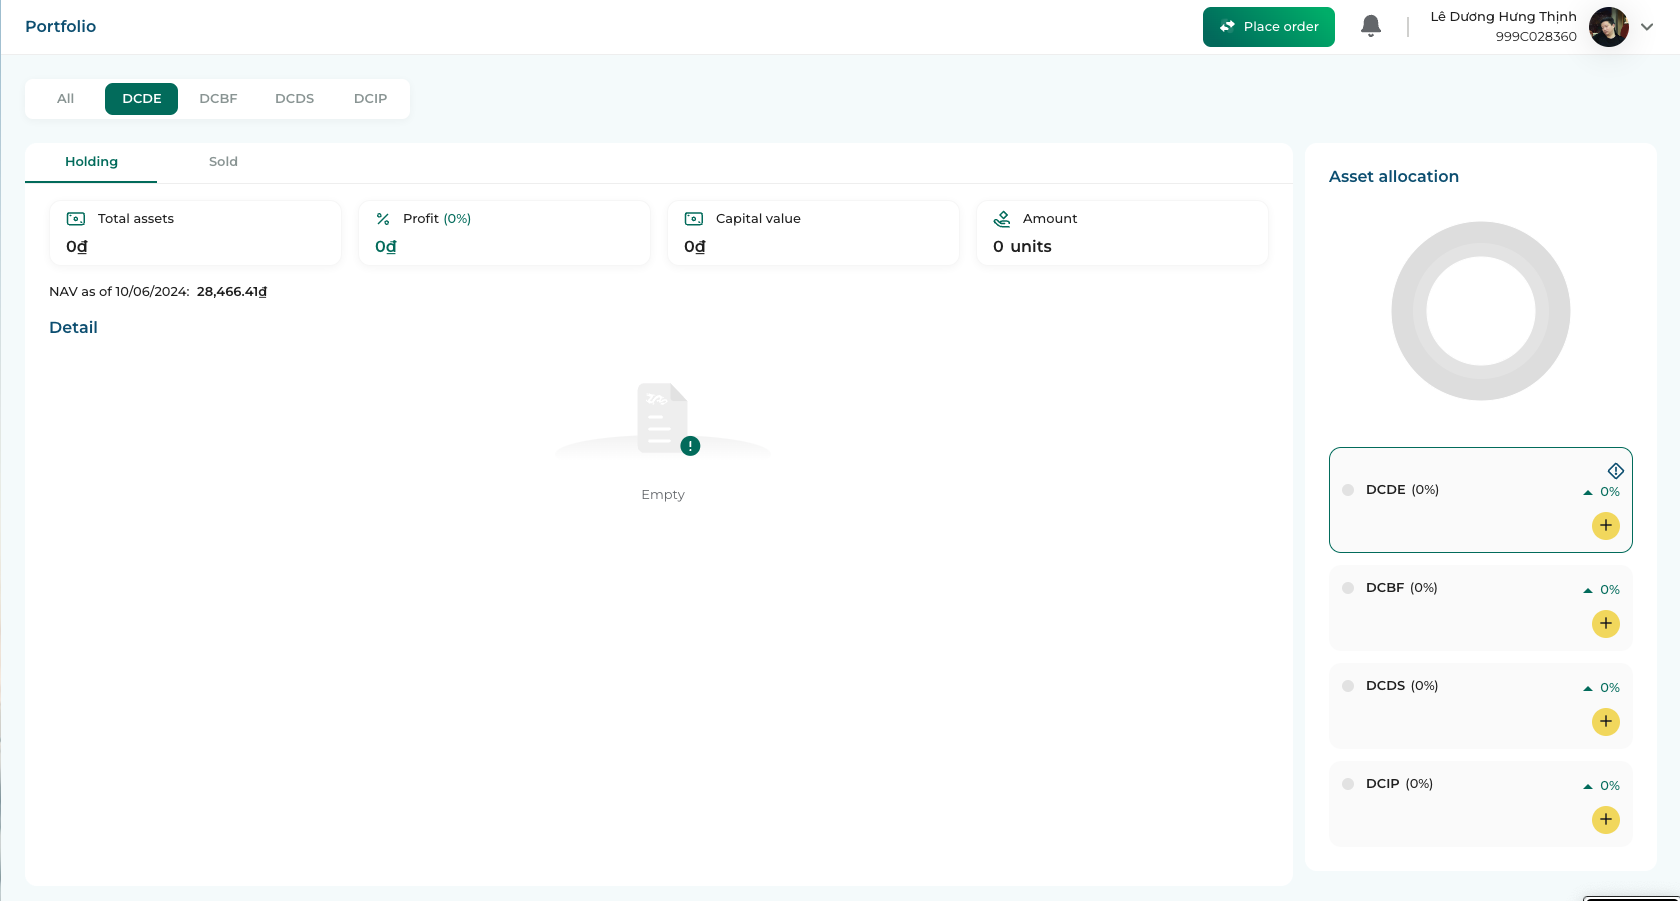 Portfolio
Place order
Lê Dương Hưng Thịnh
999C028360
All
DCDE
DCBF
DCDS
DCIP
Holding
Sold
Total assets
0₫
Profit (0%)
0₫
Capital value
0₫
Amount
0 units
NAV as of 10/06/2024: 28,466.41₫
Detail
Empty
Asset allocation
DCDE (0%)
0%
DCBF (0%)
0%
DCDS (0%)
0%
DCIP (0%)
0%